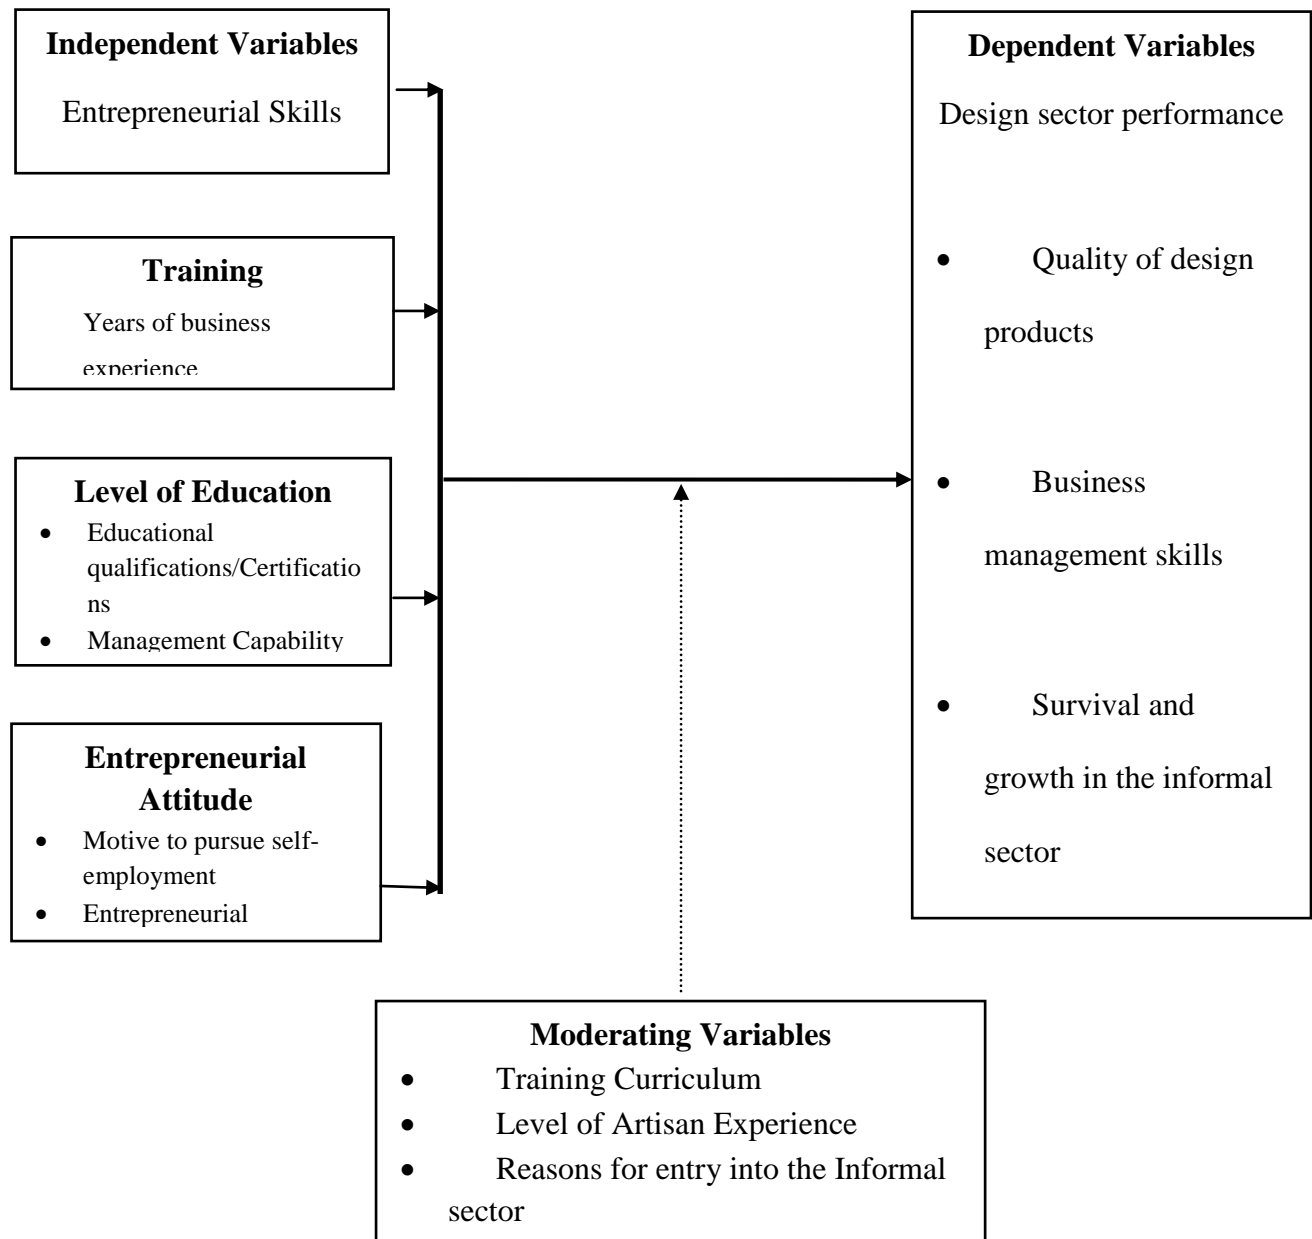 Independent Variables
Entrepreneurial Skills
Training
Years of business
experience
Level of Education
• Educational
qualifications/Certificatio
ns
• Management Capability
Entrepreneurial
Attitude
• Motive to pursue self-
employment
• Entrepreneurial
Dependent Variables
Design sector performance
• Quality of design
products
• Business
management skills
• Survival and
growth in the informal
sector
Moderating Variables
• Training Curriculum
• Level of Artisan Experience
• Reasons for entry into the Informal
sector